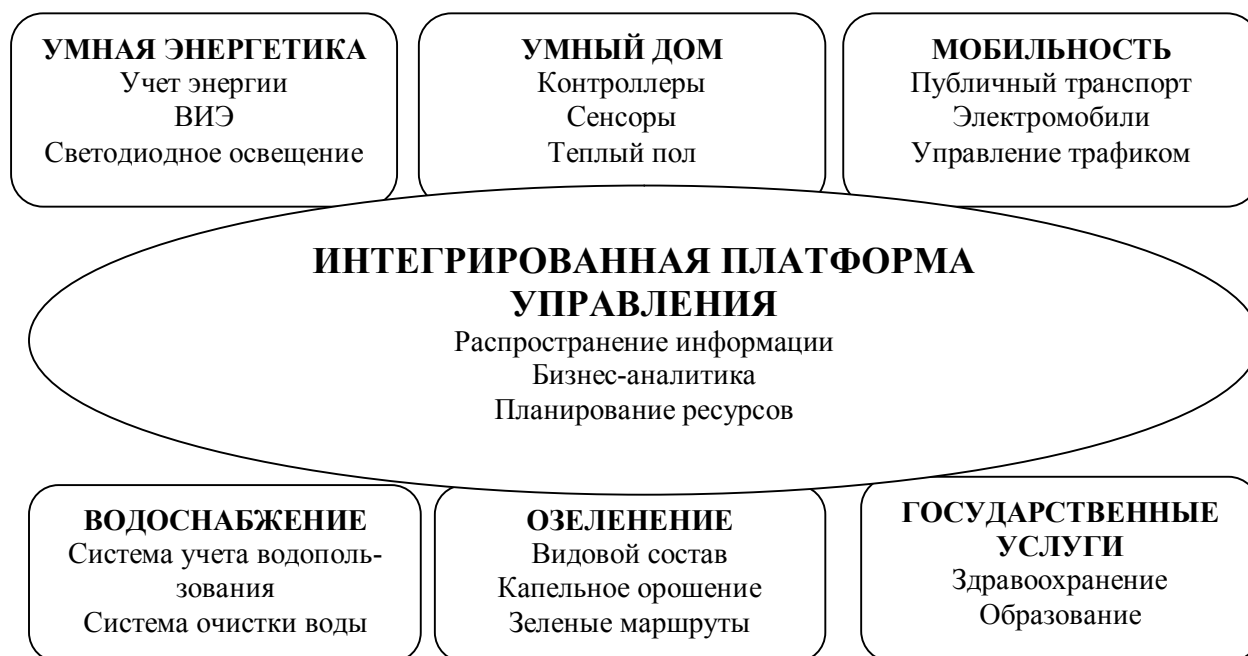 УМНАЯ ЭНЕРГЕТИКА
Учет энергии
ВИЭ
Светодиодное освещение
УМНЫЙ ДОМ
Контроллеры
Сенсоры
Теплый пол
МОБИЛЬНОСТЬ
Публичный транспорт
Электромобили
Управление трафиком
ИНТЕГРИРОВАННАЯ ПЛАТФОРМА
УПРАВЛЕНИЯ
Распространение информации
Бизнес-аналитика
Планирование ресурсов
ВОДОСНАБЖЕНИЕ
Система учета водополь-
зования
Система очистки воды
ОЗЕЛЕНЕНИЕ
Видовой состав
Капельное орошение
Зеленые маршруты
ГОСУДАРСТВЕННЫЕ
УСЛУГИ
Здравоохранение
Образование